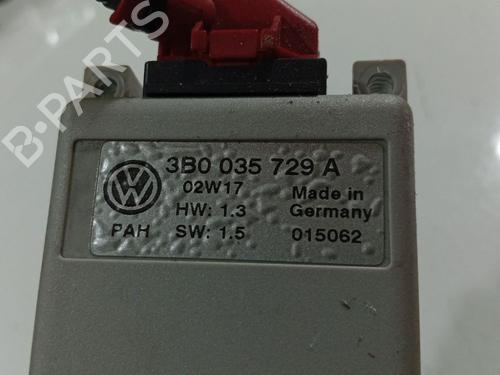 B-PARTS
3B0 035 729 A
02W17
Made in
HW: 1.3
Germany
PAH SW: 1.5 015062